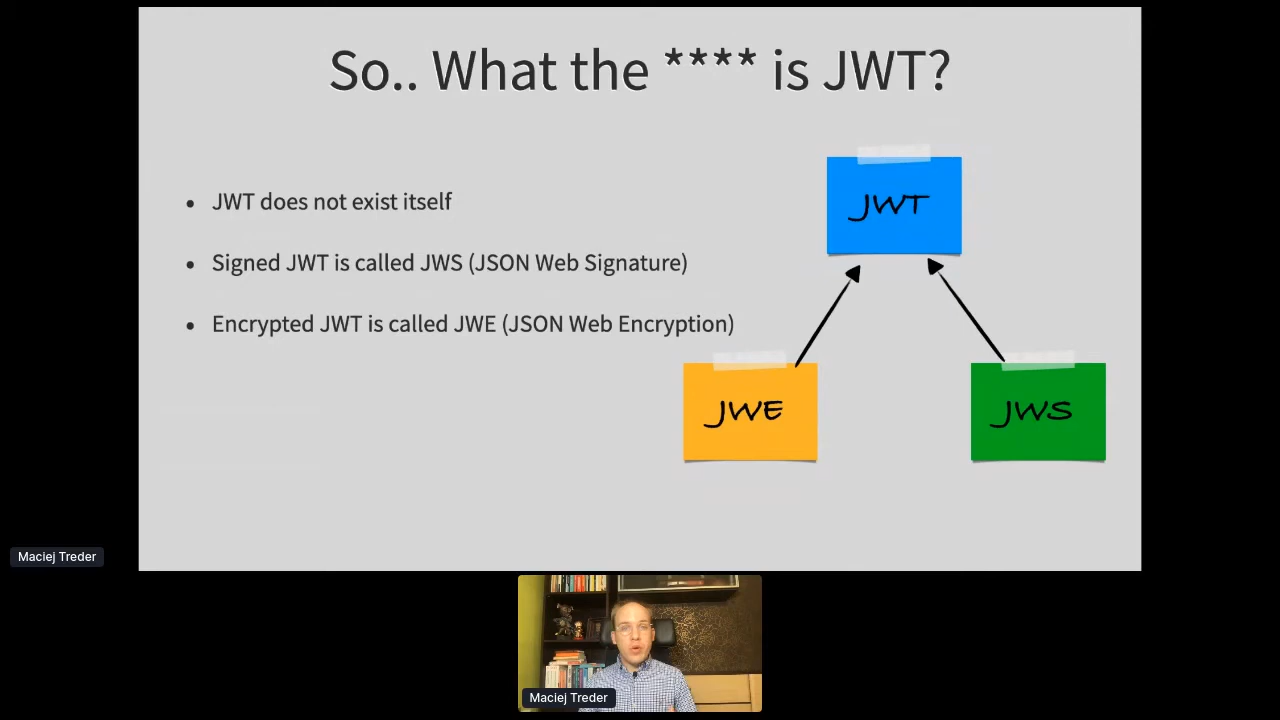 So.. What the **** is JWT?
• JWT does not exist itself
• Signed JWT is called JWS (JSON Web Signature)
• Encrypted JWT is called JWE (JSON Web Encryption)
JWT
JWE
JWS
Maciej Treder
Maciej Treder